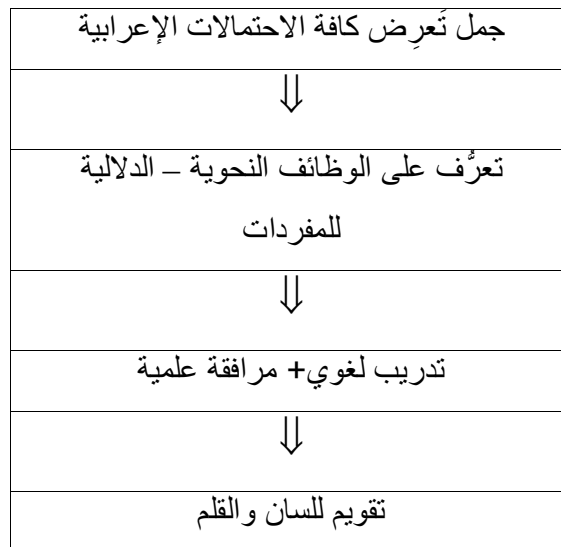 جمل تَعرِض كافة الاحتمالات الإعرابية
⇓
تعرُّف على الوظائف النحوية – الدلالية
للمفردات
⇓
تدريب لغوي+ مرافقة علمية
⇓
تقويم للسان والقلم